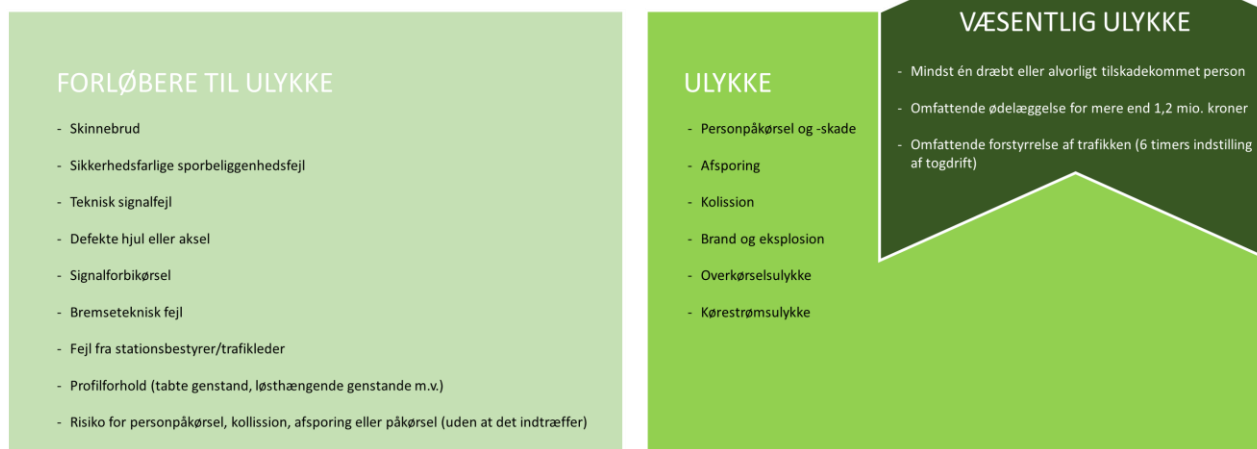 FORLØBERE TIL ULYKKE
- Skinnebrud
- Sikkerhedsfarlige sporbeliggenhedsfejl
- Teknisk signalfejl
- Defekte hjul eller aksel
- Signalforbikørsel
- Bremseteknisk fejl
- Fejl fra stationsbestyrer/trafikleder
- Profilforhold (tabte genstand, løsthængende genstande m.v.)
- Risiko for personpåkørsel, kollission, afsporing eller påkørsel (uden at det indtræffer)
ULYKKE
- Personpåkørsel og -skade
- Afsporing
- Kolission
- Brand og eksplosion
- Overkørselsulykke
- Kørestrømsulykke
VÆSENTLIG ULYKKE
- Mindst én dræbt eller alvorligt tilskadekommet person
- Omfattende ødelæggelse for mere end 1,2 mio. kroner
- Omfattende forstyrrelse af trafikken (6 timers indstilling
af togdrift)